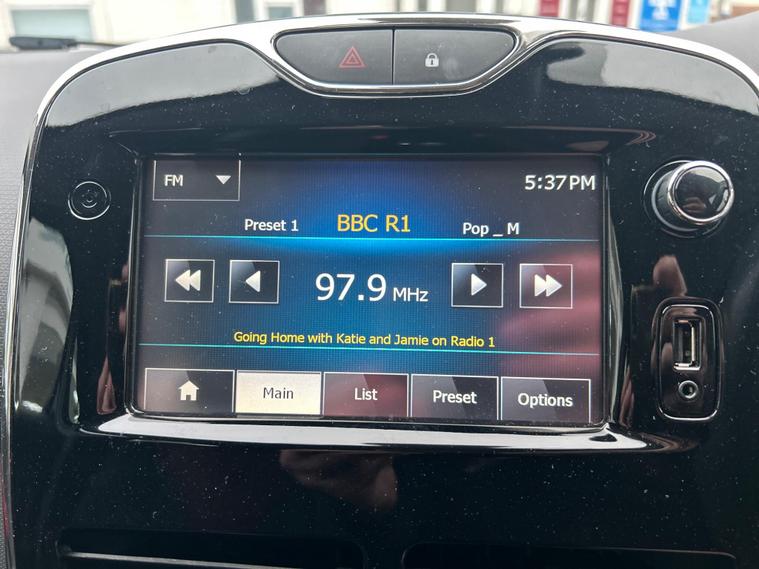 FM
5:37PM
Preset 1 BBC R1 Pop _ M
97.9 MHz
Going Home with Katie and Jamie on Radio 1
Main List Preset Options